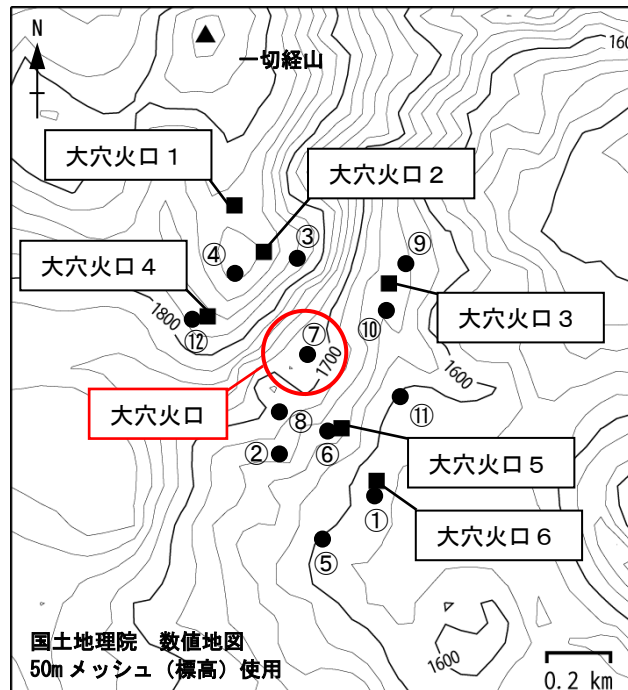 N
一切経山
1600
大穴火口１
大穴火口２
③
⑨
④
大穴火口４
大穴火口３
1800
⑫
⑩
⑦
1700
1600
大穴火口
⑪
⑧
②
⑥
大穴火口５
①
大穴火口６
⑤
国土地理院　数値地図
50mメッシュ（標高）使用
1600
0.2 km